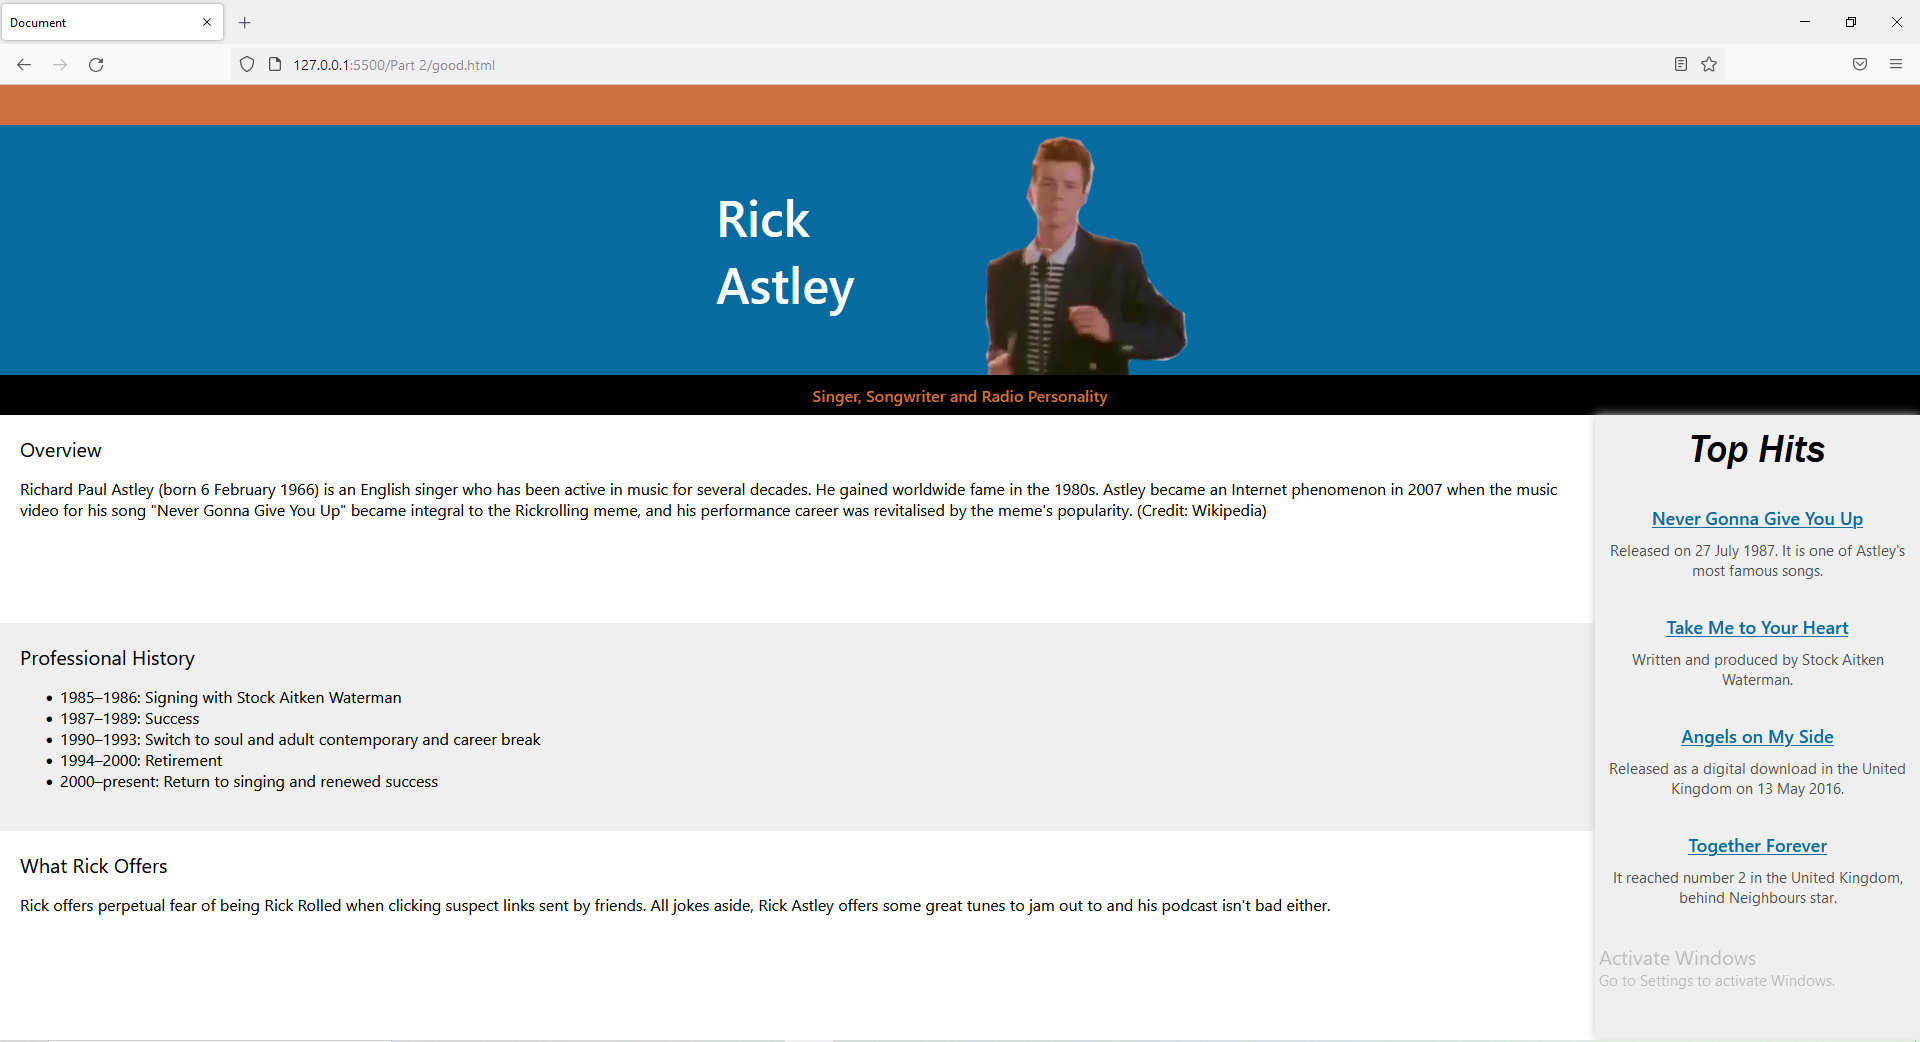 Document
127.0.0.1:5500/Part 2/good.html
Rick
Astley
Singer, Songwriter and Radio Personality
Overview
Richard Paul Astley (born 6 February 1966) is an English singer who has been active in music for several decades. He gained worldwide fame in the 1980s. Astley became an Internet phenomenon in 2007 when the music
video for his song "Never Gonna Give You Up" became integral to the Rickrolling meme, and his performance career was revitalised by the meme's popularity. (Credit: Wikipedia)
Professional History
• 1985–1986: Signing with Stock Aitken Waterman
• 1987–1989: Success
• 1990–1993: Switch to soul and adult contemporary and career break
• 1994–2000: Retirement
• 2000–present: Return to singing and renewed success
What Rick Offers
Rick offers perpetual fear of being Rick Rolled when clicking suspect links sent by friends. All jokes aside, Rick Astley offers some great tunes to jam out to and his podcast isn't bad either.
Top Hits
Never Gonna Give You Up
Released on 27 July 1987. It is one of Astley's
most famous songs.
Take Me to Your Heart
Written and produced by Stock Aitken
Waterman.
Angels on My Side
Released as a digital download in the United
Kingdom on 13 May 2016.
Together Forever
It reached number 2 in the United Kingdom,
behind Neighbours star.
Activate Windows
Go to Settings to activate Windows.